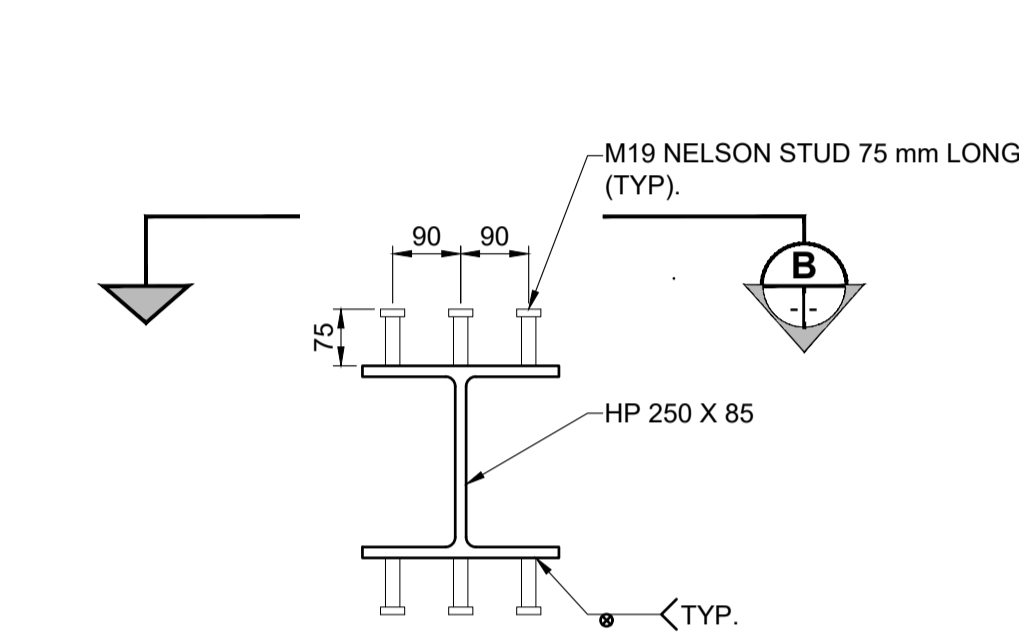 M19 NELSON STUD 75 mm LONG
(TYP).
90 90
B
- -
75
HP 250 X 85
TYP.